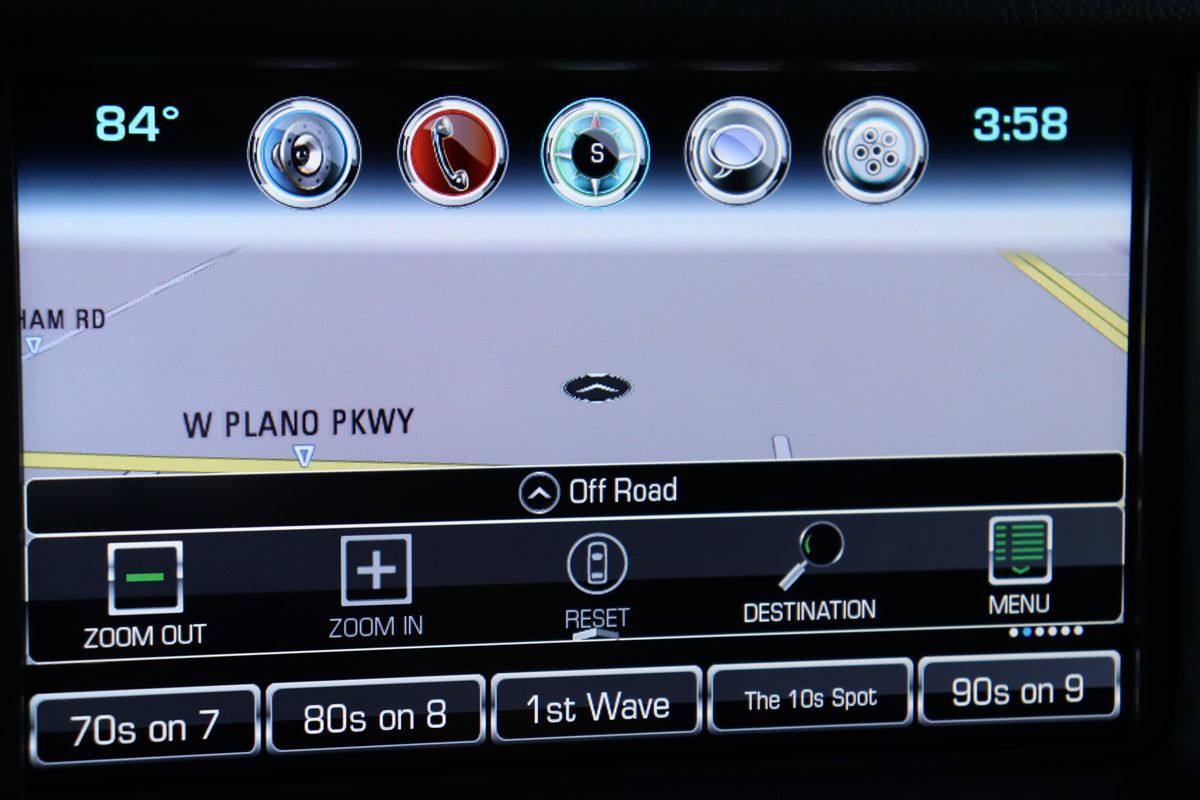 84°
S
3:58
HAM RD
W PLANO PKWY
Off Road
ZOOM OUT
ZOOM IN
RESET
DESTINATION
MENU
70s on 7
80s on 8
1st Wave
The 10s Spot
90s on 9